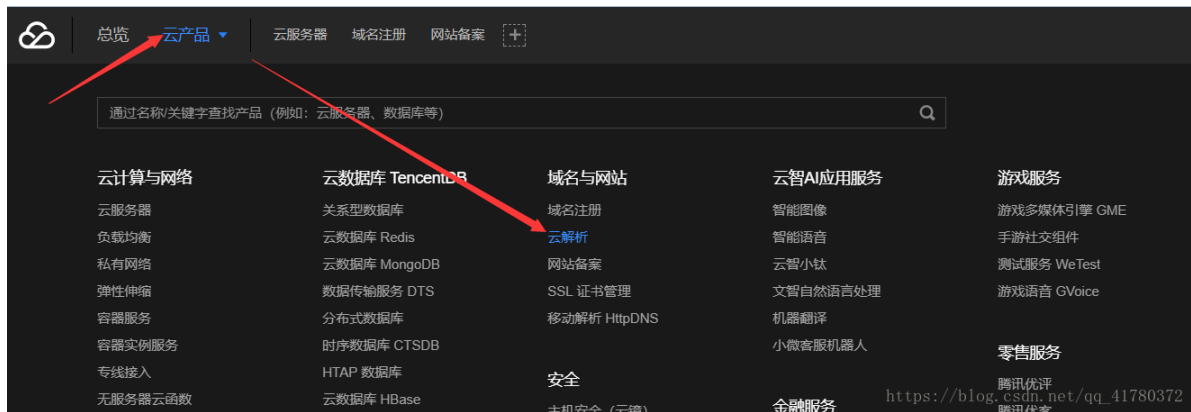 总览 云产品 云服务器 域名注册 网站备案
通过名称/关键字查找产品（例如：云服务器、数据库等）
云计算与网络
云服务器
负载均衡
私有网络
弹性伸缩
容器服务
容器实例服务
专线接入
无服务器云函数
云数据库 TencentDB
关系型数据库
云数据库 Redis
云数据库 MongoDB
数据传输服务 DTS
分布式数据库
时序数据库 CTSDB
HTAP 数据库
云数据库 HBase
域名与网站
域名注册
云解析
网站备案
SSL 证书管理
移动解析 HttpDNS
安全
主机安全（云镜）
云智AI应用服务
智能图像
智能语音
云智小钛
文智自然语言处理
机器翻译
小微客服机器人
金融服务
游戏服务
游戏多媒体引擎 GME
手游社交组件
测试服务 WeTest
游戏语音 GVoice
零售服务
腾讯优评
腾讯优客
https://blog.csdn.net/qq_41780372